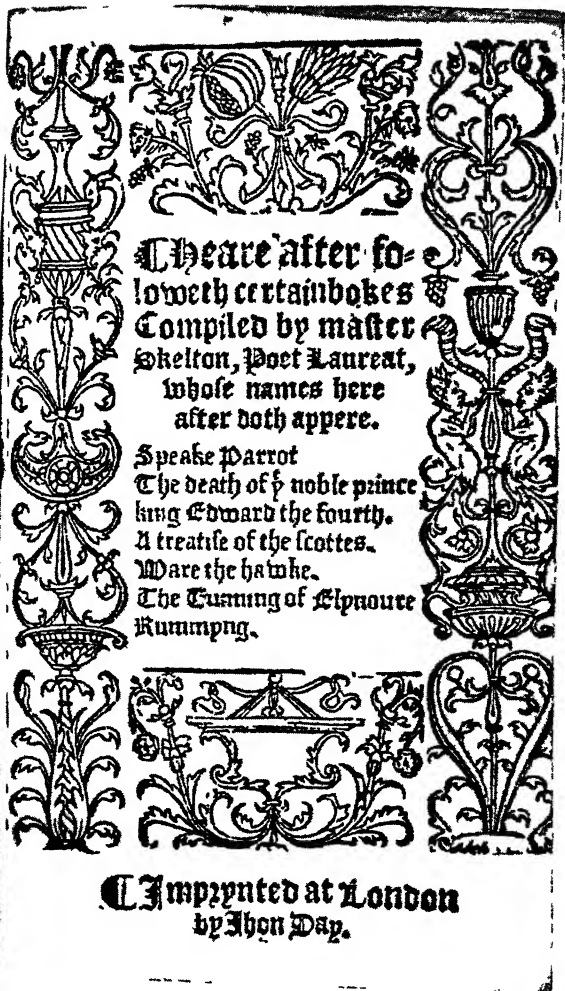 ¶Heare after fo=
loweth certain bokes
Compiled by maſter
Skelton, Poet Laureat,
whoſe names here
after doth appere.
Speake Parrot
The death of yͤ noble prince
king Edward the fourth.
A treatiſe of the ſcottes.
Ware the hawke.
The Tunning of Elynoure
Rummyng.
¶Imprynted at London
by Jhon Day.